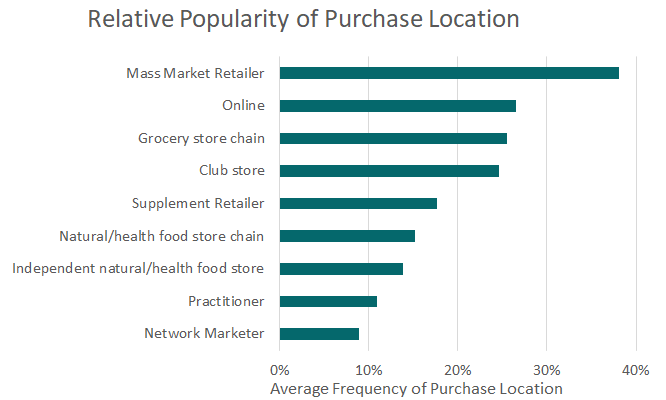 Relative Popularity of Purchase Location
Mass Market Retailer
Online
Grocery store chain
Club store
Supplement Retailer
Natural/health food store chain
Independent natural/health food store
Practitioner
Network Marketer
0% 10% 20% 30% 40%
Average Frequency of Purchase Location